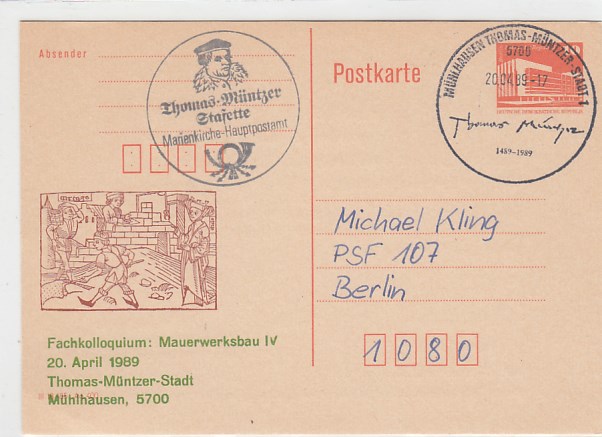 Absender
Thomas-Müntzer
Stafette
Marienkirche-Hauptpostamt
Postkarte
MÜHLHAUSEN THOMAS-MÜNTZER-STADT 1
5700
20.04.89-17
Thomas Müntzer
1489-1989
Michael Kling
PSF 107
Berlin
1080
Fachkolloquium: Mauerwerksbau IV
20. April 1989
Thomas-Müntzer-Stadt
Mühlhausen, 5700